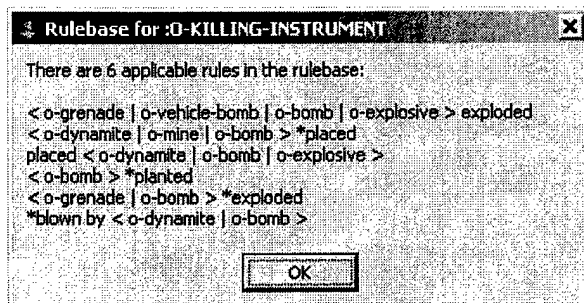 Rulebase for :O-KILLING-INSTRUMENT
There are 6 applicable rules in the rulebase:
< o-grenade | o-vehicle-bomb | o-bomb | o-explosive > exploded
< o-dynamite | o-mine | o-bomb > *placed
placed < o-dynamite | o-bomb | o-explosive >
< o-bomb > *planted
< o-grenade | o-bomb > *exploded
*blown by < o-dynamite | o-bomb >
OK